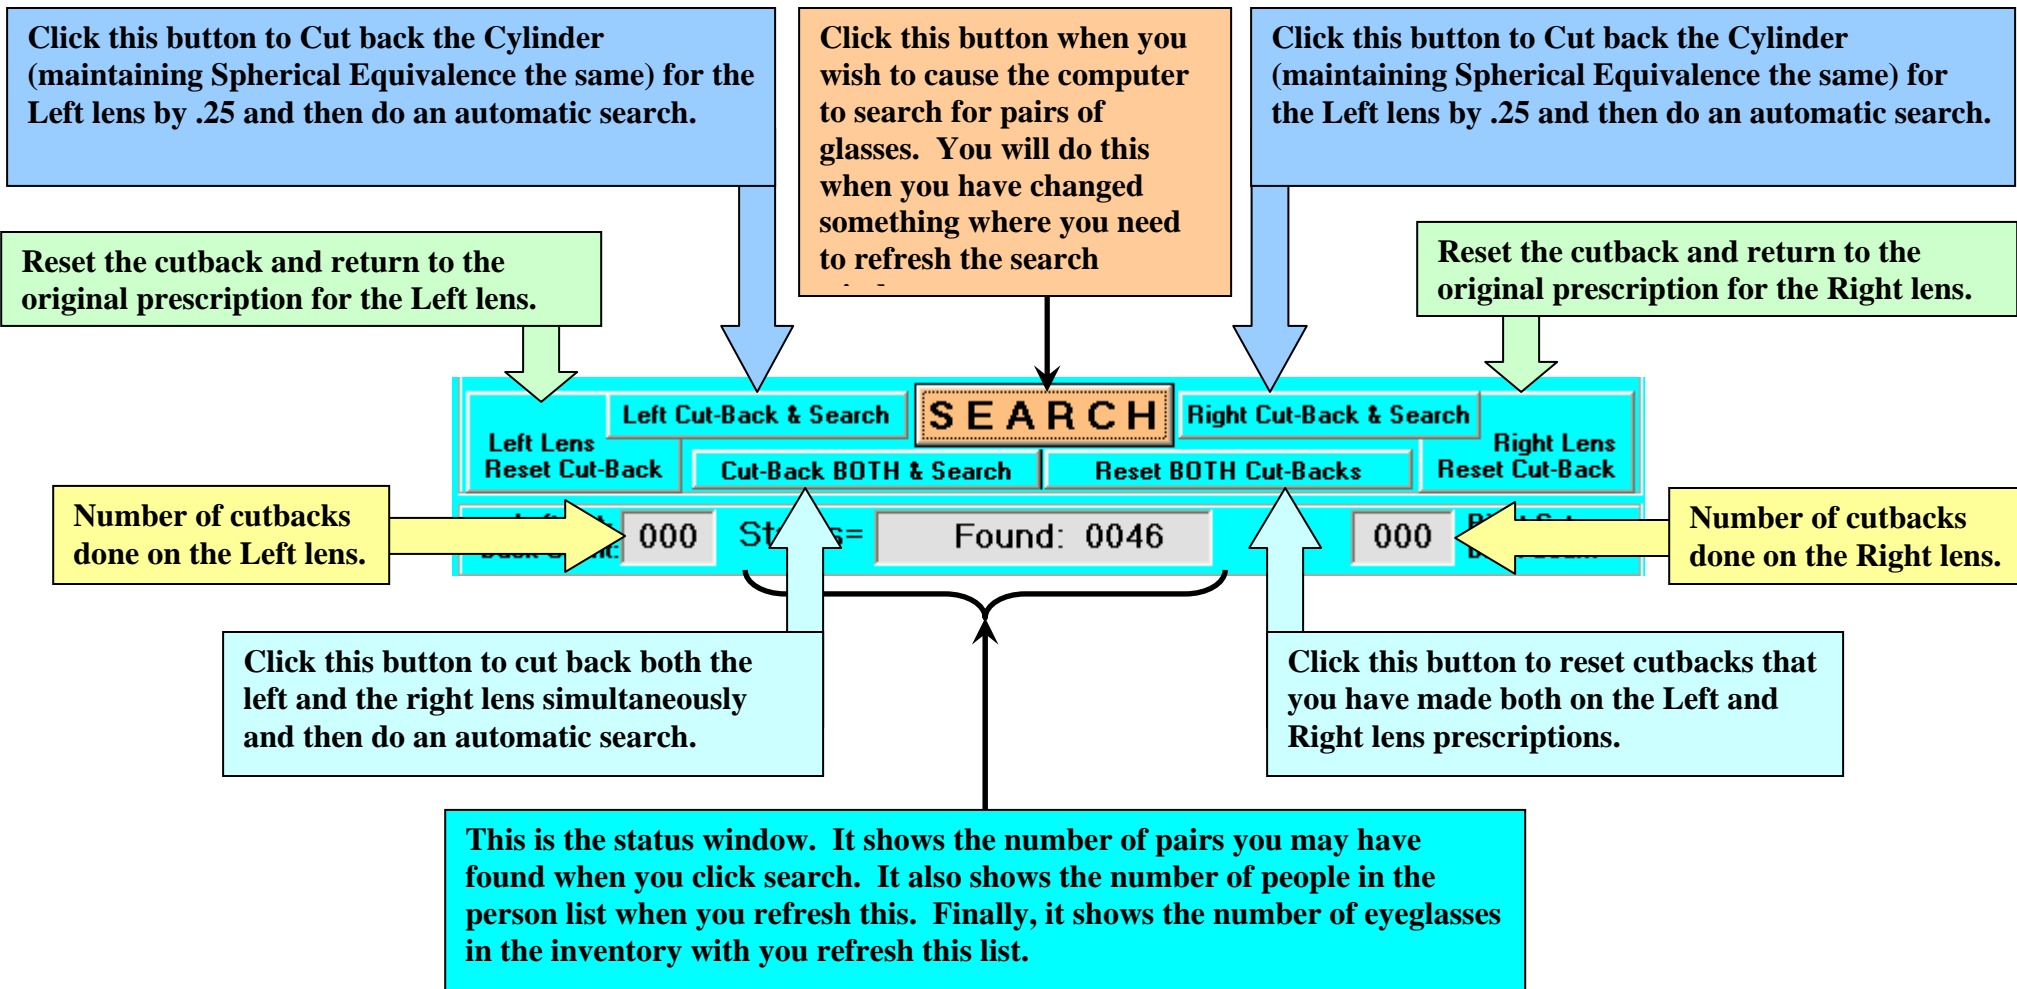 Click this button to Cut back the Cylinder
(maintaining Spherical Equivalence the same) for the
Left lens by .25 and then do an automatic search.
Click this button when you
wish to cause the computer
to search for pairs of
glasses.  You will do this
when you have changed
something where you need
to refresh the search
Click this button to Cut back the Cylinder
(maintaining Spherical Equivalence the same) for
the Left lens by .25 and then do an automatic search.
Reset the cutback and return to the
original prescription for the Left lens.
Reset the cutback and return to the
original prescription for the Right lens.
Left Cut-Back & Search
SEARCH
Right Cut-Back & Search
Left Lens
Reset Cut-Back
Cut-Back BOTH & Search
Reset BOTH Cut-Backs
Right Lens
Reset Cut-Back
Number of cutbacks
done on the Left lens.
000
Found: 0046
000
Number of cutbacks
done on the Right lens.
Click this button to cut back both the
left and the right lens simultaneously
and then do an automatic search.
Click this button to reset cutbacks that
you have made both on the Left and
Right lens prescriptions.
This is the status window.  It shows the number of pairs you may have
found when you click search.  It also shows the number of people in the
person list when you refresh this.  Finally, it shows the number of eyeglasses
in the inventory with you refresh this list.